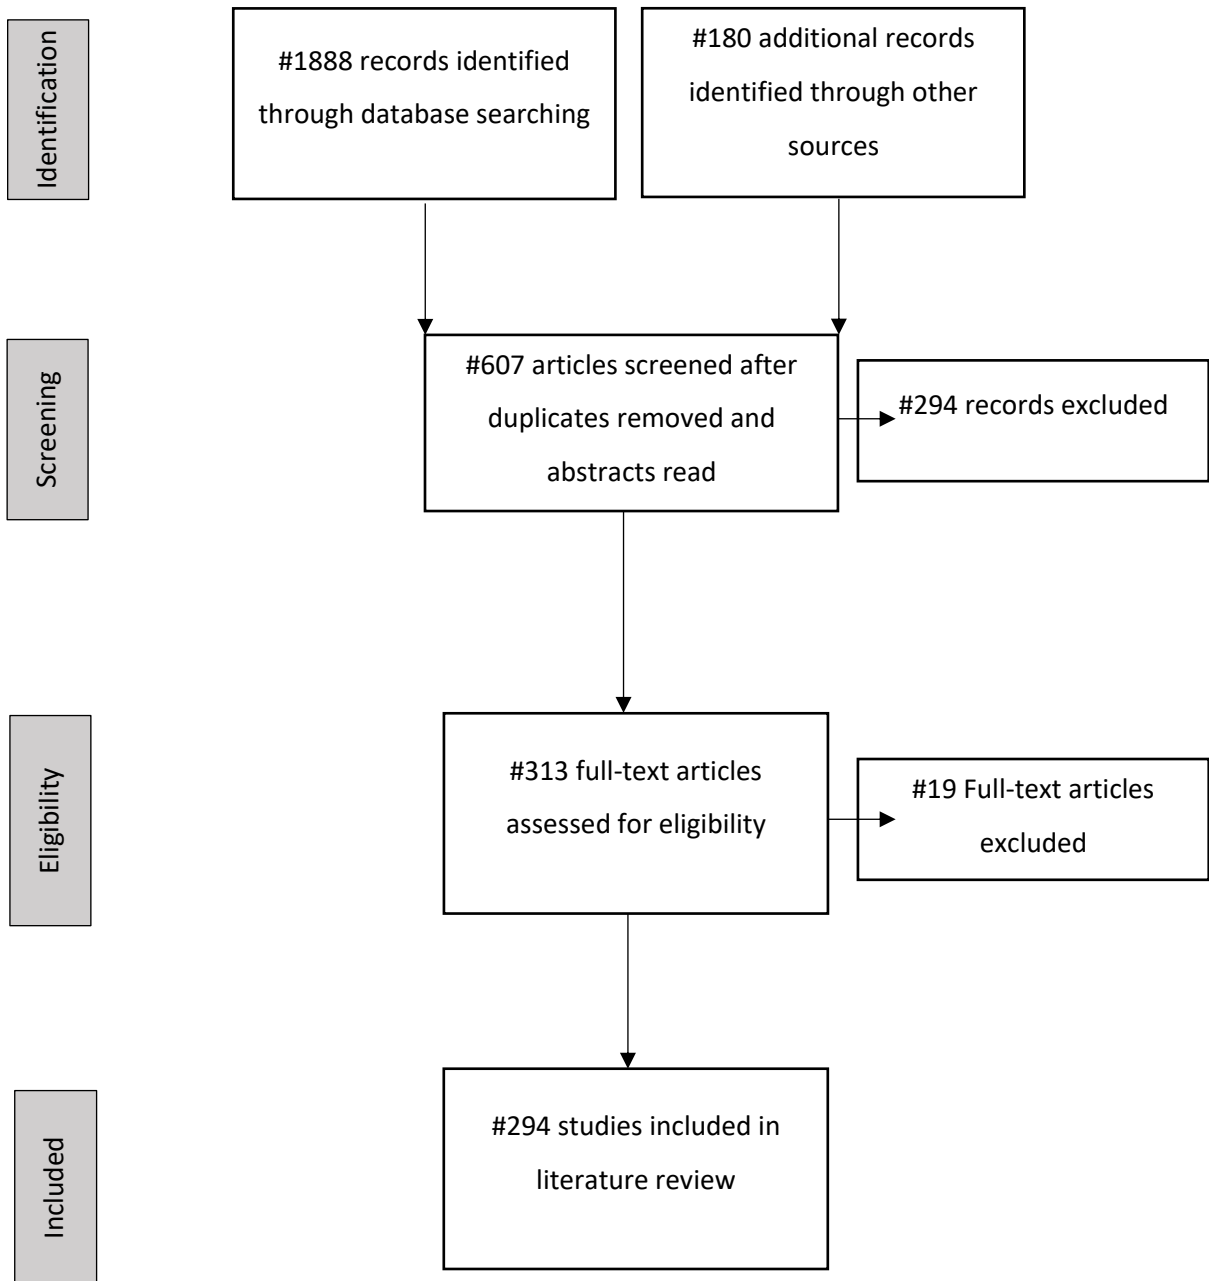 Identification
#1888 records identified
through database searching
#180 additional records
identified through other
sources
Screening
#607 articles screened after
duplicates removed and
abstracts read
#294 records excluded
Eligibility
#313 full-text articles
assessed for eligibility
#19 Full-text articles
excluded
Included
#294 studies included in
literature review